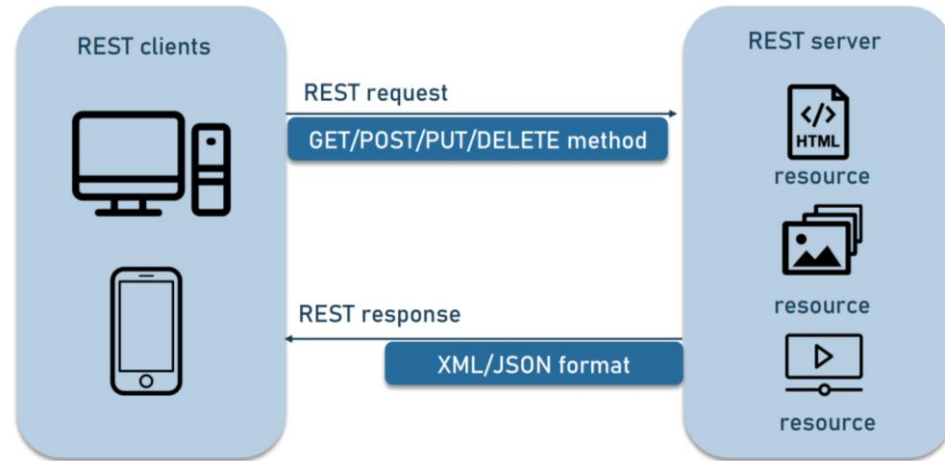 REST clients
REST request
GET/POST/PUT/DELETE method
REST response
XML/JSON format
REST server
</>
HTML
resource
resource
resource